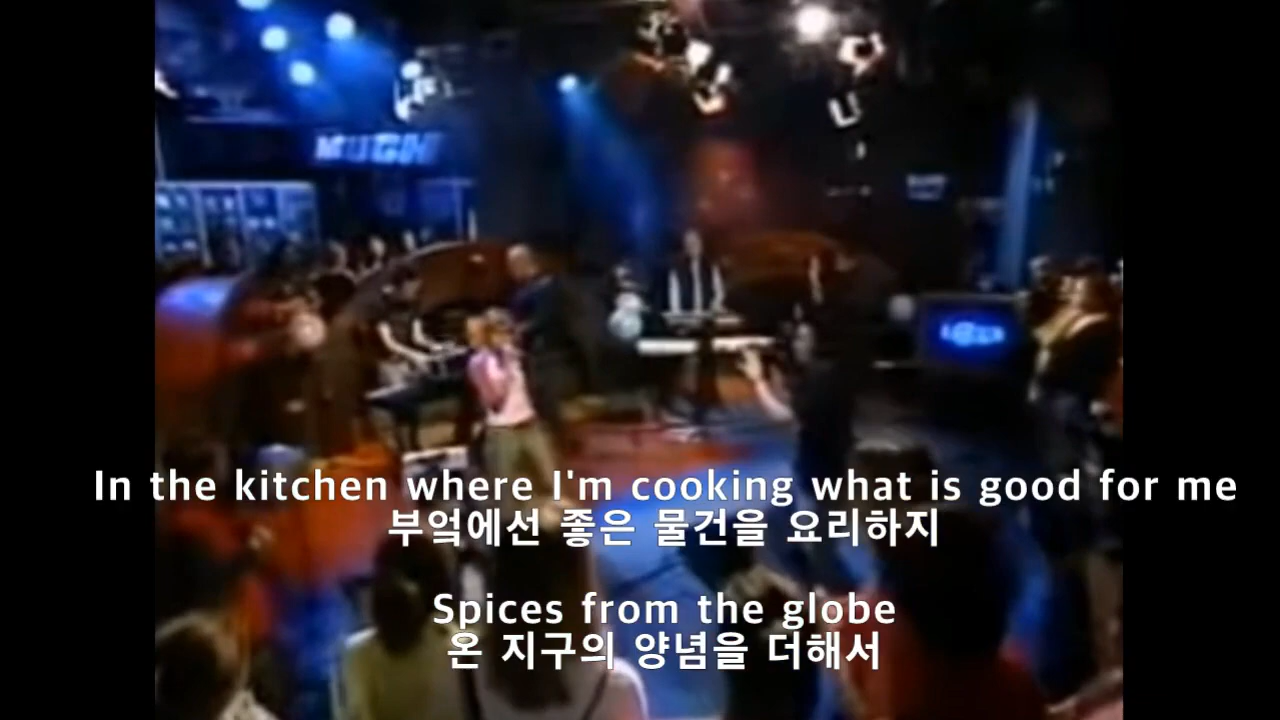 MUCH
In the kitchen where I'm cooking what is good for me
부엌에선 좋은 물건을 요리하지
Spices from the globe
온 지구의 양념을 더해서